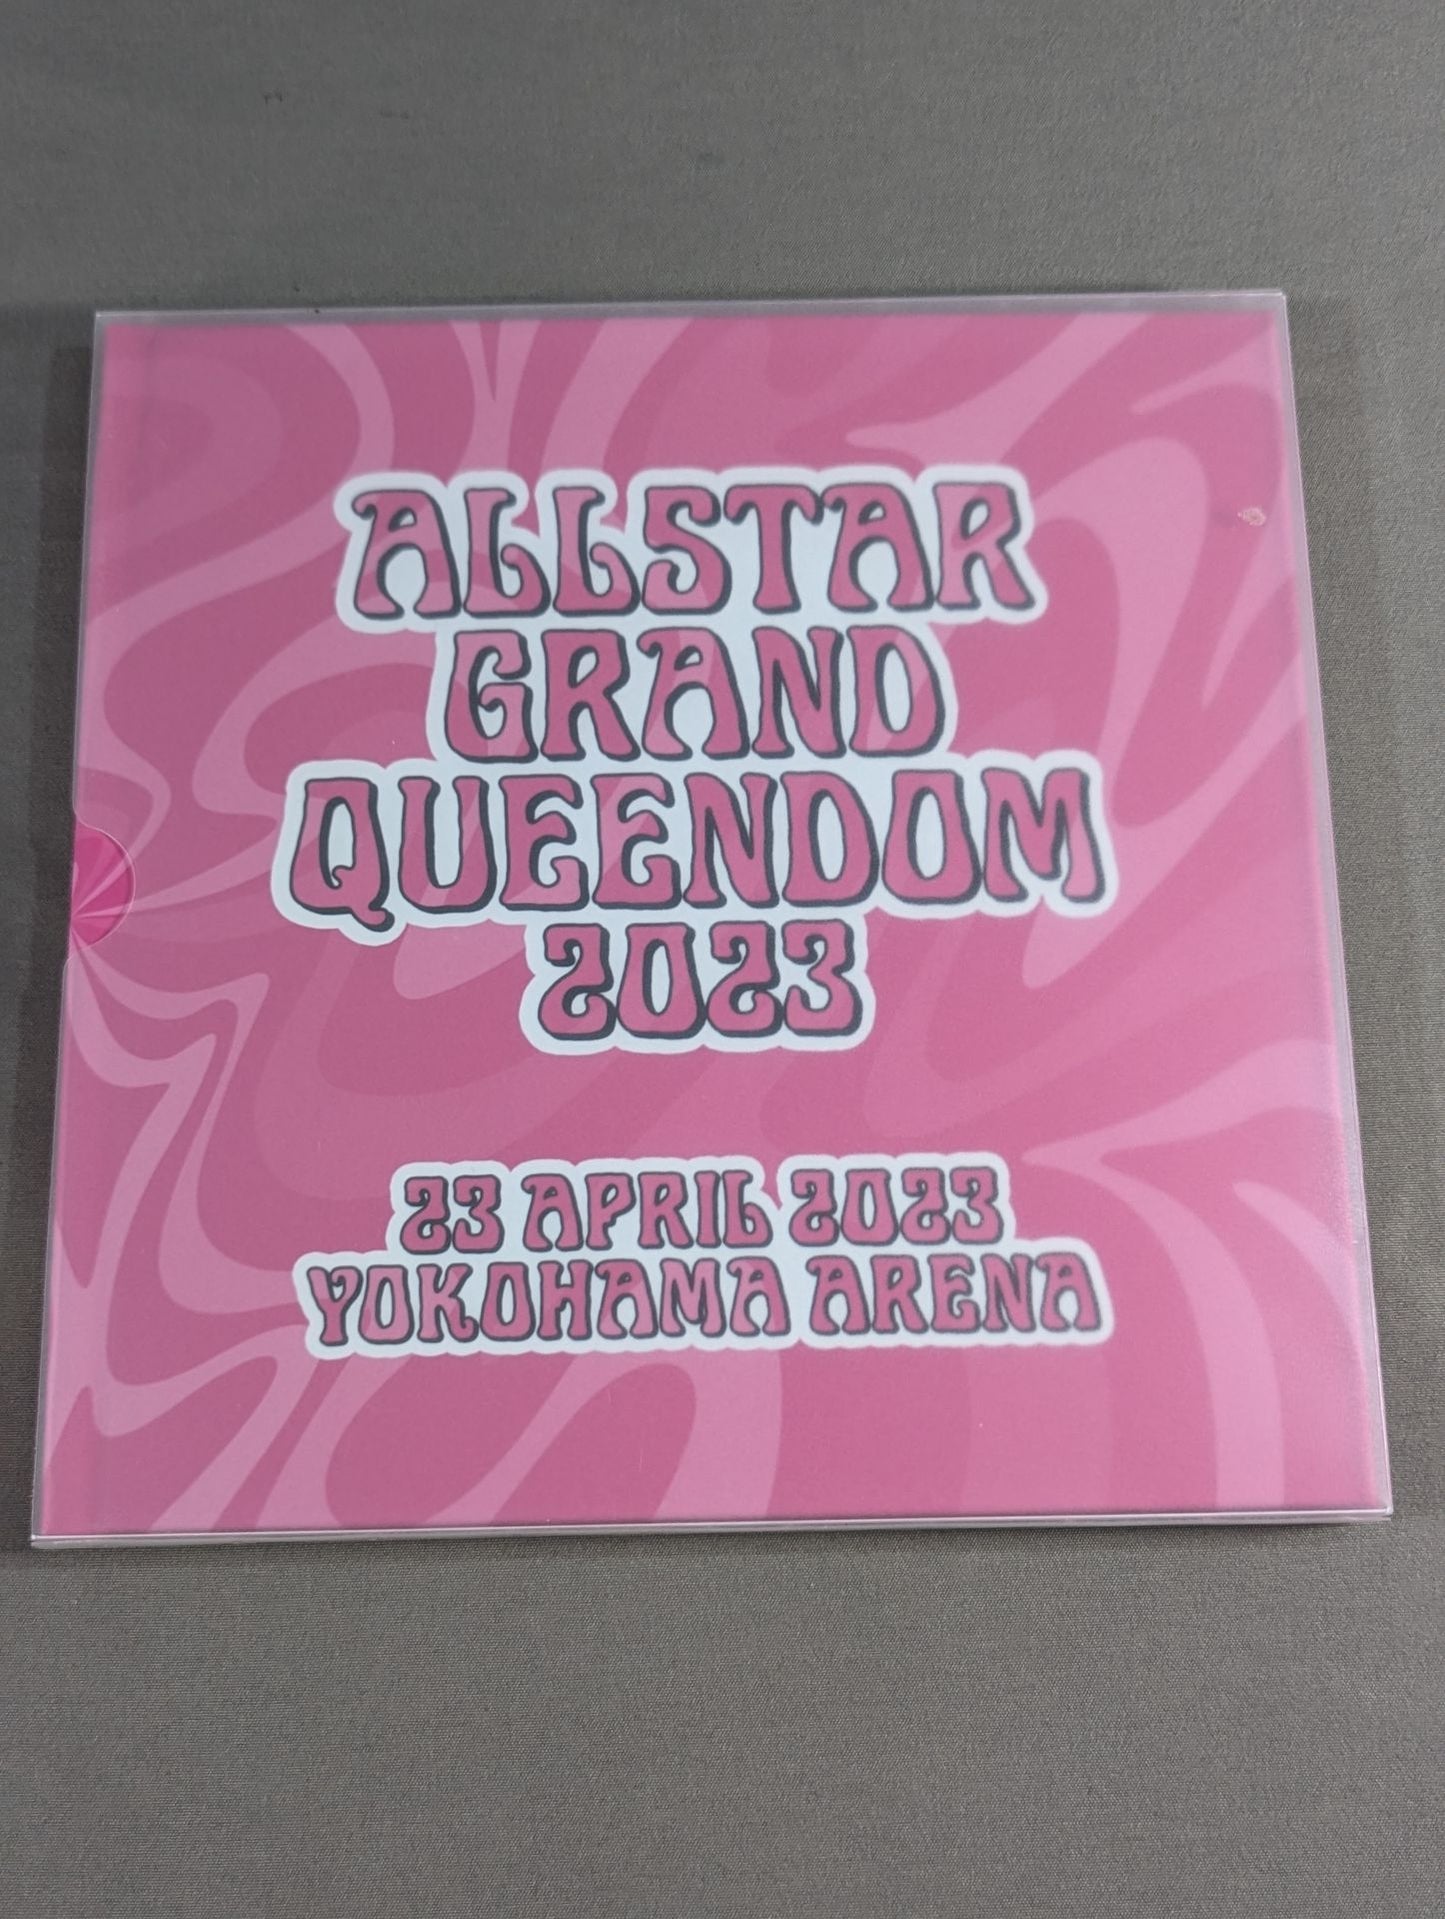 ALLSTAR
GRAND
QUEENDOM
2023
23 APRIL 2023
YOKOHAMA ARENA